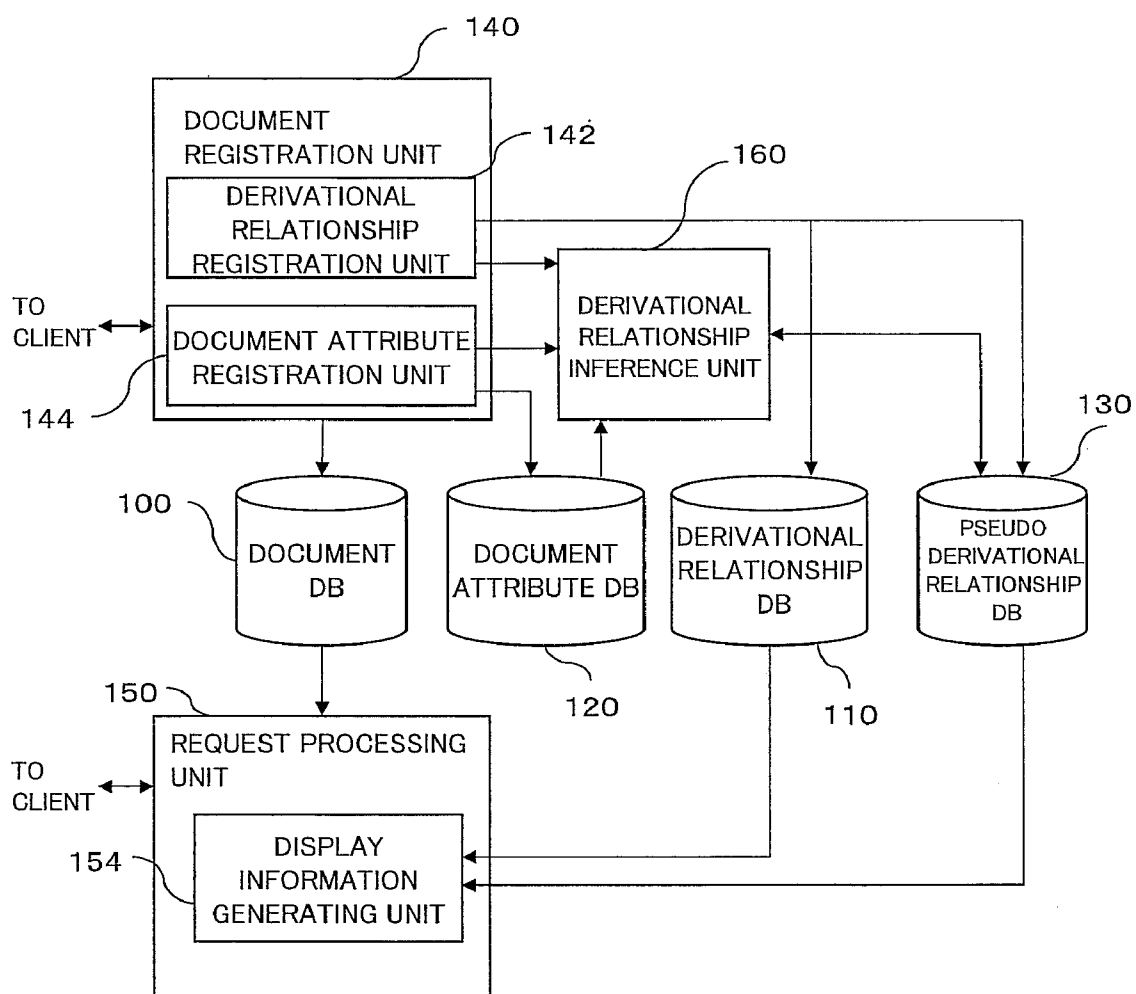 140
DOCUMENT
REGISTRATION UNIT
142
DERIVATIONAL
RELATIONSHIP
REGISTRATION UNIT
160
TO
CLIENT
DOCUMENT ATTRIBUTE
REGISTRATION UNIT
144
DERIVATIONAL
RELATIONSHIP
INFERENCE UNIT
130
100
DOCUMENT
DB
DOCUMENT
ATTRIBUTE DB
DERIVATIONAL
RELATIONSHIP
DB
PSEUDO
DERIVATIONAL
RELATIONSHIP
DB
120
110
150
REQUEST PROCESSING
UNIT
TO
CLIENT
154
DISPLAY
INFORMATION
GENERATING UNIT